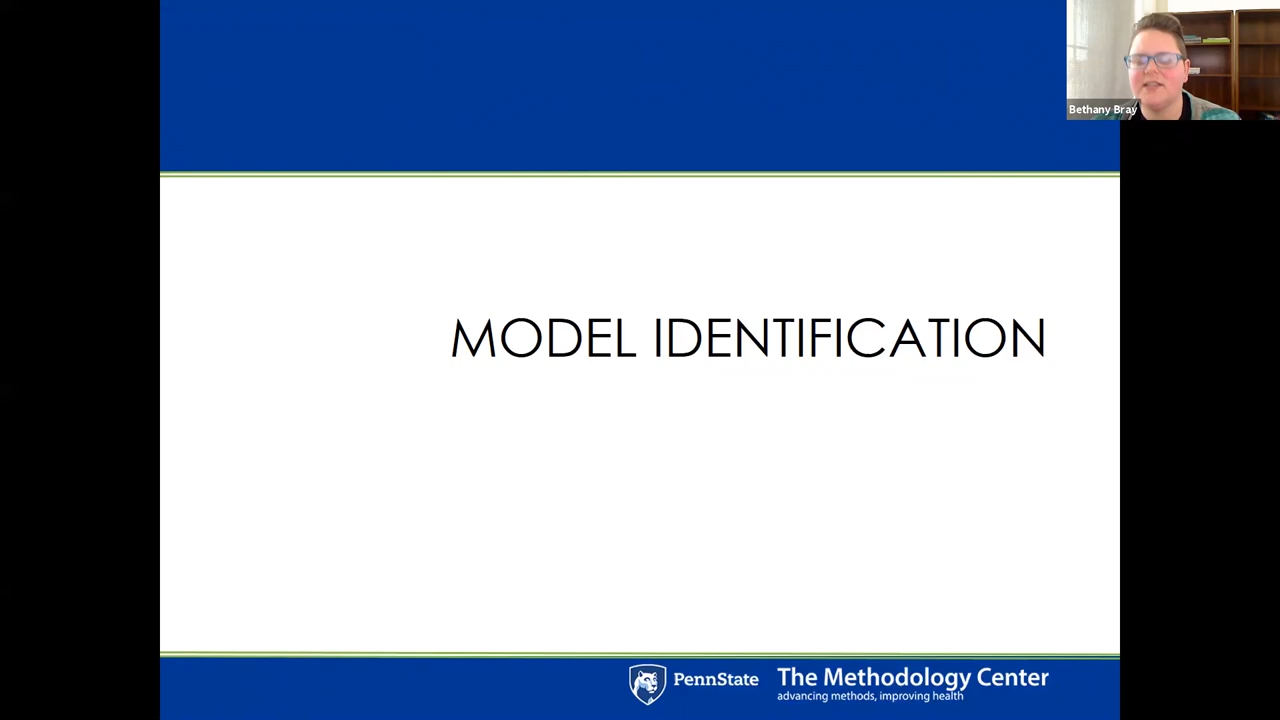 Bethany Bray
MODEL IDENTIFICATION
PennState
The Methodology Center
advancing methods, improving health